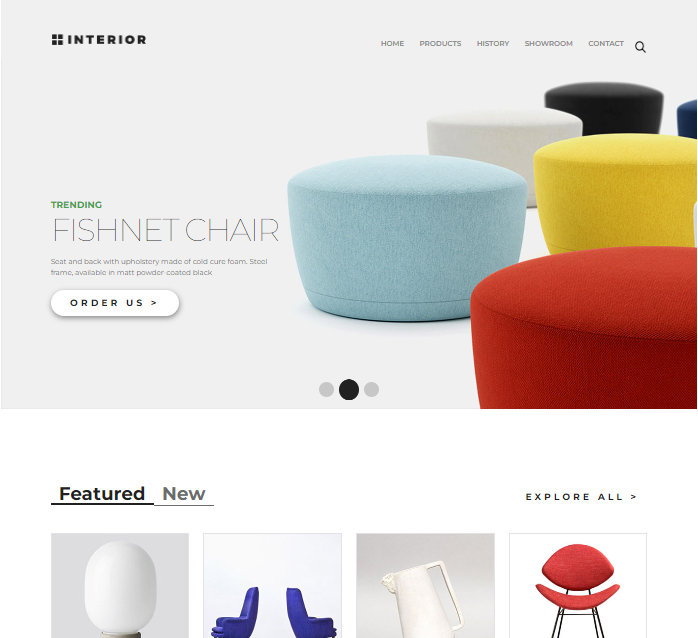 INTERIOR
HOME PRODUCTS HISTORY SHOWROOM CONTACT
TRENDING
FISHNET CHAIR
Seat and back with upholstery made of cold cure foam. Steel
frame, available in matt powder-coated black
ORDER US >
Featured New
EXPLORE ALL >